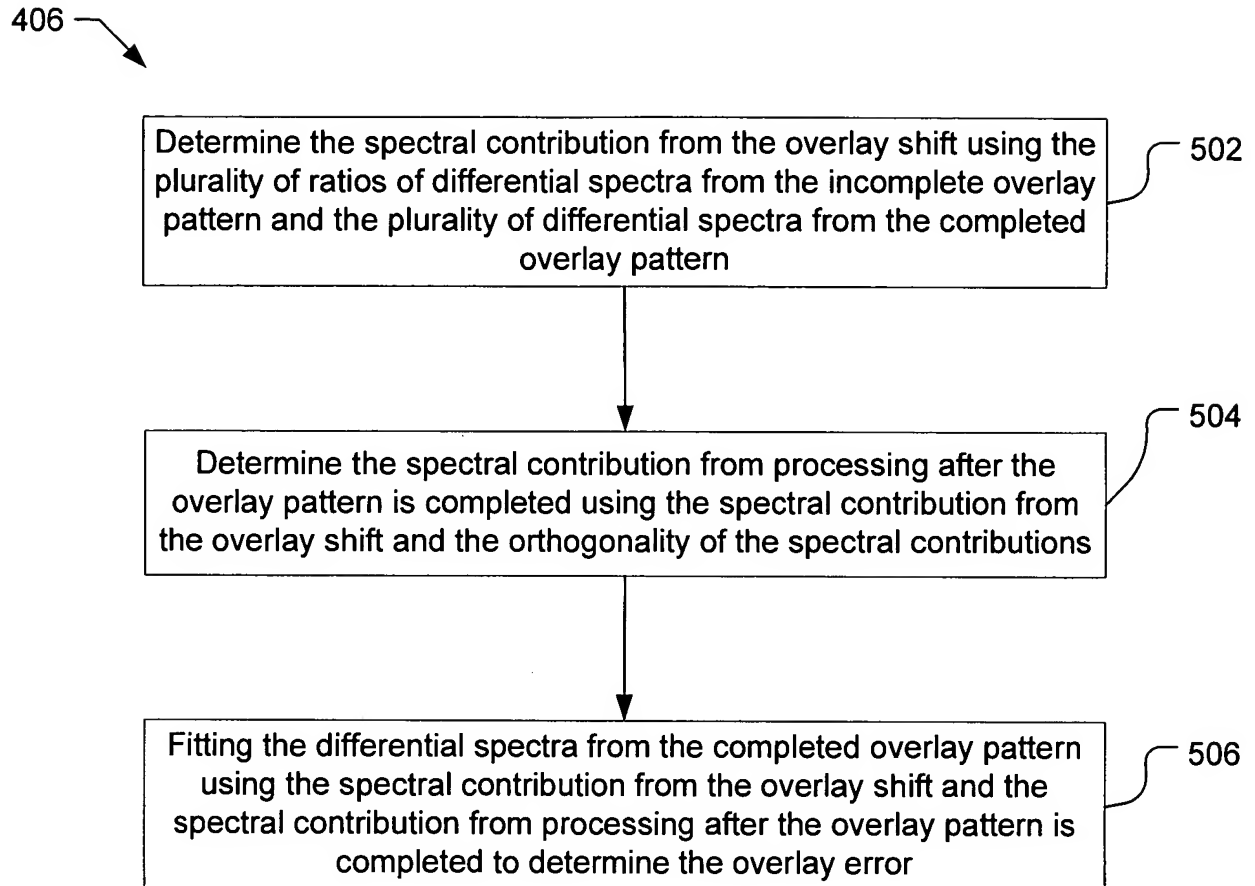 406
Determine the spectral contribution from the overlay shift using the
plurality of ratios of differential spectra from the incomplete overlay
pattern and the plurality of differential spectra from the completed
overlay pattern
502
Determine the spectral contribution from processing after the
overlay pattern is completed using the spectral contribution from
the overlay shift and the orthogonality of the spectral contributions
504
Fitting the differential spectra from the completed overlay pattern
using the spectral contribution from the overlay shift and the
spectral contribution from processing after the overlay pattern is
completed to determine the overlay error
506